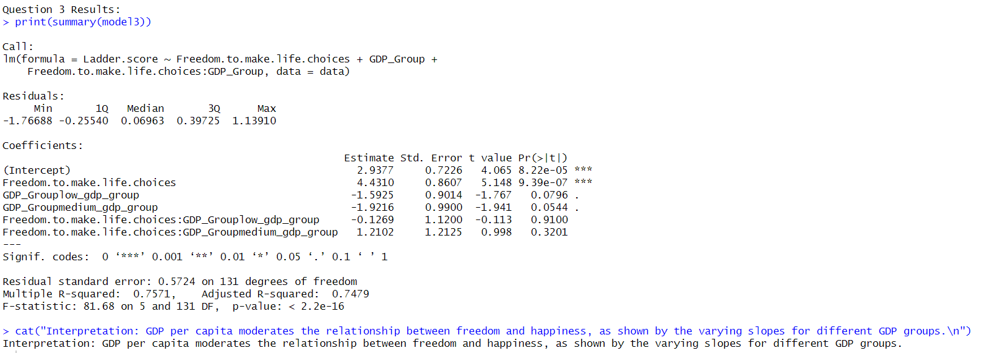 Question 3 Results:
> print(summary(model3))
Call:
lm(formula = Ladder.score ~ Freedom.to.make.life.choices + GDP_Group +
    Freedom.to.make.life.choices:GDP_Group, data = data)
Residuals:
     Min       1Q   Median       3Q      Max
-1.76688 -0.25540  0.06963  0.39725  1.13910
Coefficients:
                                                       Estimate Std. Error t value Pr(>|t|)
(Intercept)                                              2.9377     0.7226   4.065 8.22e-05 ***
Freedom.to.make.life.choices                             4.4310     0.8607   5.148 9.39e-07 ***
GDP_Grouplow_gdp_group                                  -1.5925     0.9014  -1.767   0.0796 .
GDP_Groupmedium_gdp_group                               -1.9216     0.9900  -1.941   0.0544 .
Freedom.to.make.life.choices:GDP_Grouplow_gdp_group     -0.1269     1.1200  -0.113   0.9100
Freedom.to.make.life.choices:GDP_Groupmedium_gdp_group   1.2102     1.2125   0.998   0.3201
---
Signif. codes:  0 ‘***’ 0.001 ‘**’ 0.01 ‘*’ 0.05 ‘.’ 0.1 ‘ ’ 1
Residual standard error: 0.5724 on 131 degrees of freedom
Multiple R-squared:  0.7571,    Adjusted R-squared:  0.7479
F-statistic: 81.68 on 5 and 131 DF,  p-value: < 2.2e-16
> cat("Interpretation: GDP per capita moderates the relationship between freedom and happiness, as shown by the varying slopes for different GDP groups.\n")
Interpretation: GDP per capita moderates the relationship between freedom and happiness, as shown by the varying slopes for different GDP groups.